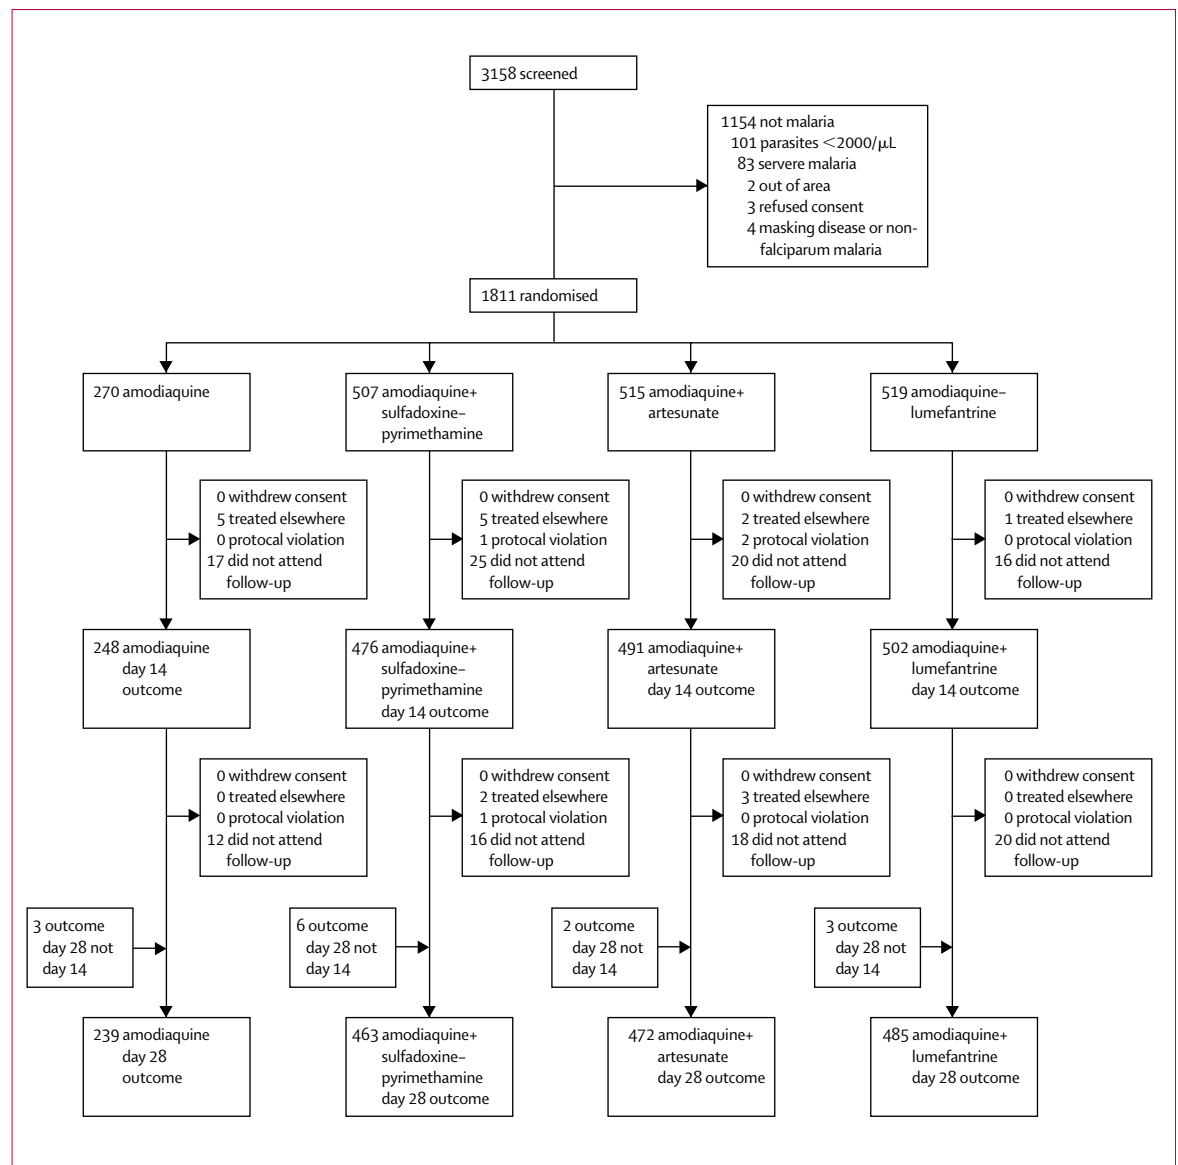 3158 screened
1154 not malaria
101 parasites <2000/μL
83 servere malaria
2 out of area
3 refused consent
4 masking disease or non-
falciparum malaria
1811 randomised
270 amodiaquine
507 amodiaquine+
sulfadoxine–
pyrimethamine
515 amodiaquine+
artesunate
519 amodiaquine–
lumefantrine
0 withdrew consent
5 treated elsewhere
0 protocal violation
17 did not attend
follow-up
0 withdrew consent
5 treated elsewhere
1 protocal violation
25 did not attend
follow-up
0 withdrew consent
2 treated elsewhere
2 protocal violation
20 did not attend
follow-up
0 withdrew consent
1 treated elsewhere
0 protocal violation
16 did not attend
follow-up
248 amodiaquine
day 14
outcome
476 amodiaquine+
sulfadoxine–
pyrimethamine
day 14 outcome
491 amodiaquine+
artesunate
day 14 outcome
502 amodiaquine+
lumefantrine
day 14 outcome
0 withdrew consent
0 treated elsewhere
0 protocal violation
12 did not attend
follow-up
0 withdrew consent
2 treated elsewhere
1 protocal violation
16 did not attend
follow-up
0 withdrew consent
3 treated elsewhere
0 protocal violation
18 did not attend
follow-up
0 withdrew consent
0 treated elsewhere
0 protocal violation
20 did not attend
follow-up
3 outcome
day 28 not
day 14
6 outcome
day 28 not
day 14
2 outcome
day 28 not
day 14
3 outcome
day 28 not
day 14
239 amodiaquine
day 28
outcome
463 amodiaquine+
sulfadoxine–
pyrimethamine
day 28 outcome
472 amodiaquine+
artesunate
day 28 outcome
485 amodiaquine+
lumefantrine
day 28 outcome